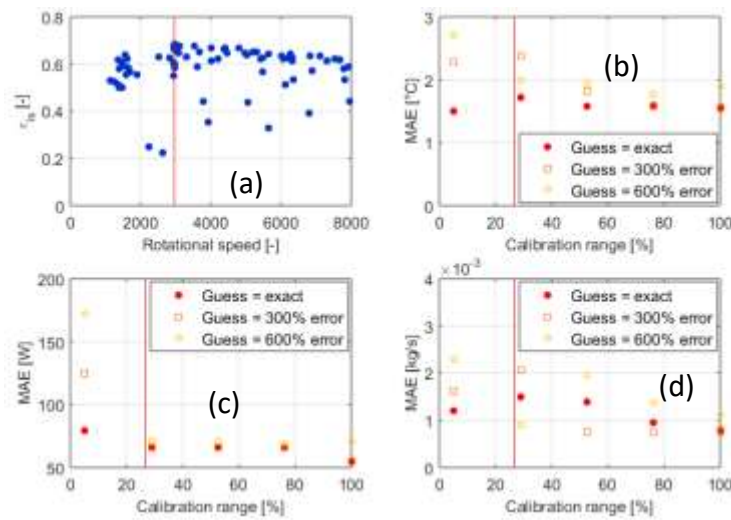 0.8
0.6
0.4
0.2
0
ε_is [-]
(a)
0 2000 4000 6000 8000
Rotational speed [-]
3
2
1
0
MAE [°C]
(b)
Guess = exact
Guess = 300% error
Guess = 600% error
0 20 40 60 80 100
Calibration range [%]
200
150
100
50
MAE [W]
Guess = exact
Guess = 300% error
Guess = 600% error
(c)
0 20 40 60 80 100
Calibration range [%]
× 10⁻³
4
3
2
1
0
MAE [kg/s]
Guess = exact
Guess = 300% error
Guess = 600% error
(d)
0 20 40 60 80 100
Calibration range [%]